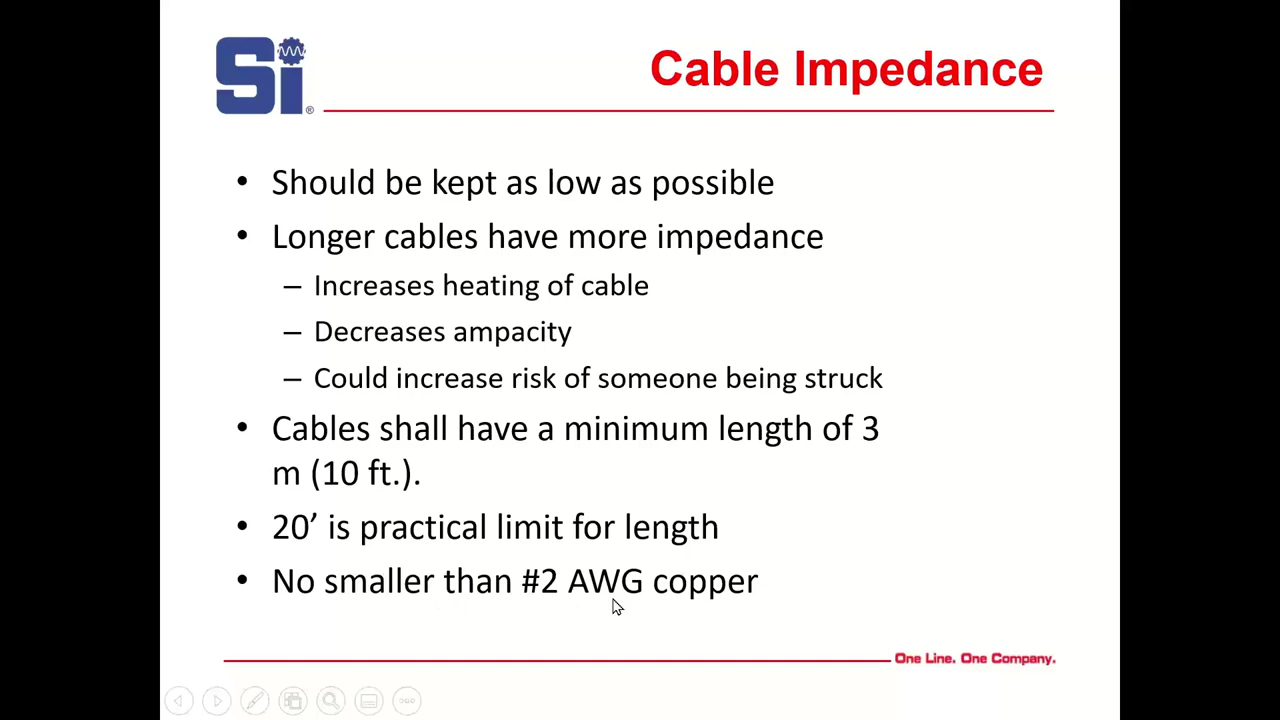 Si®
Cable Impedance
• Should be kept as low as possible
• Longer cables have more impedance
– Increases heating of cable
– Decreases ampacity
– Could increase risk of someone being struck
• Cables shall have a minimum length of 3
m (10 ft.).
• 20’ is practical limit for length
• No smaller than #2 AWG copper
One Line. One Company.